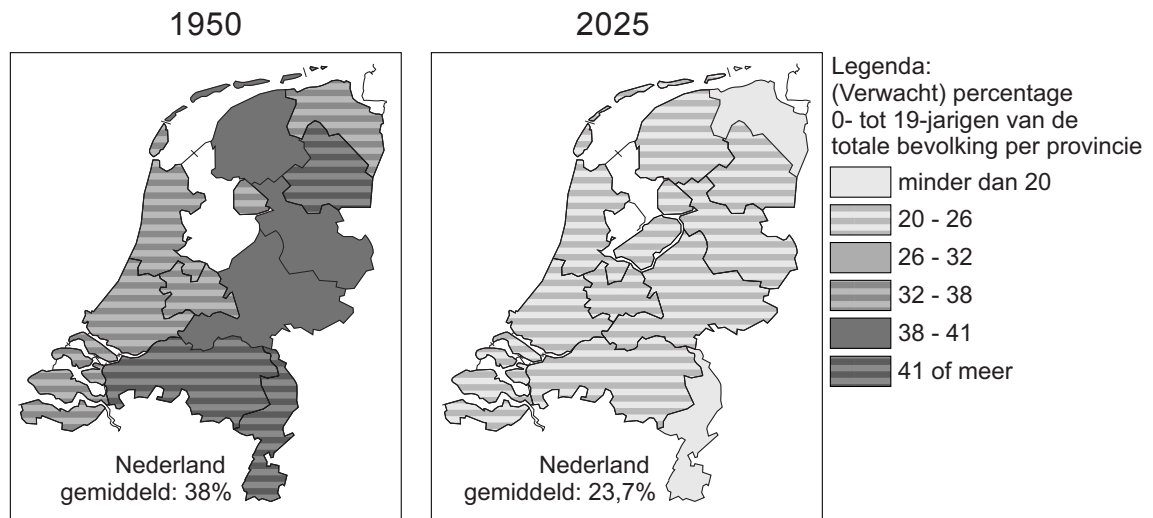 1950
2025
Nederland
gemiddeld: 38%
Nederland
gemiddeld: 23,7%
Legenda:
(Verwacht) percentage
0- tot 19-jarigen van de
totale bevolking per provincie
minder dan 20
20 - 26
26 - 32
32 - 38
38 - 41
41 of meer